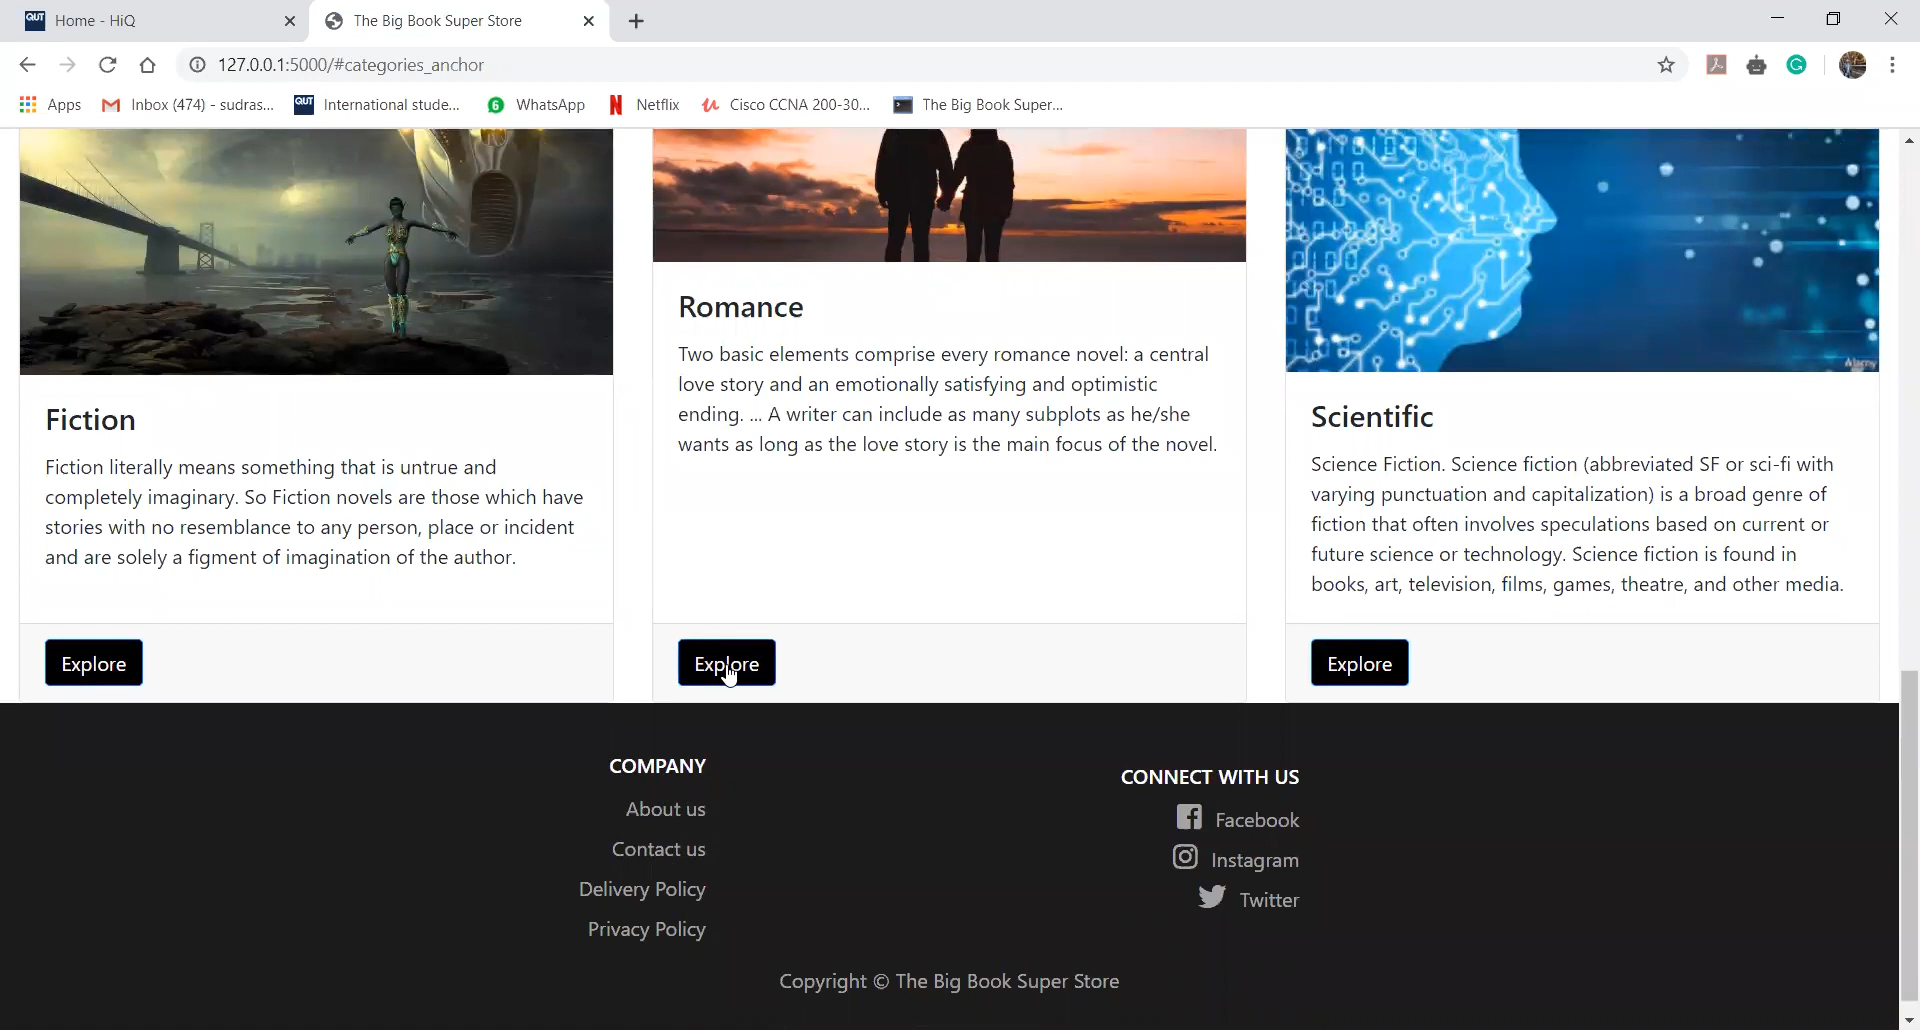 QUT Home - HiQ
The Big Book Super Store
127.0.0.1:5000/#categories_anchor
Apps
Inbox (474) - sudras...
QUT International stude...
6 WhatsApp
Netflix
Cisco CCNA 200-30...
The Big Book Super...
Fiction
Fiction literally means something that is untrue and
completely imaginary. So Fiction novels are those which have
stories with no resemblance to any person, place or incident
and are solely a figment of imagination of the author.
Explore
Romance
Two basic elements comprise every romance novel: a central
love story and an emotionally satisfying and optimistic
ending. ... A writer can include as many subplots as he/she
wants as long as the love story is the main focus of the novel.
Explore
alamy
Scientific
Science Fiction. Science fiction (abbreviated SF or sci-fi with
varying punctuation and capitalization) is a broad genre of
fiction that often involves speculations based on current or
future science or technology. Science fiction is found in
books, art, television, films, games, theatre, and other media.
Explore
COMPANY
About us
Contact us
Delivery Policy
Privacy Policy
CONNECT WITH US
Facebook
Instagram
Twitter
Copyright © The Big Book Super Store